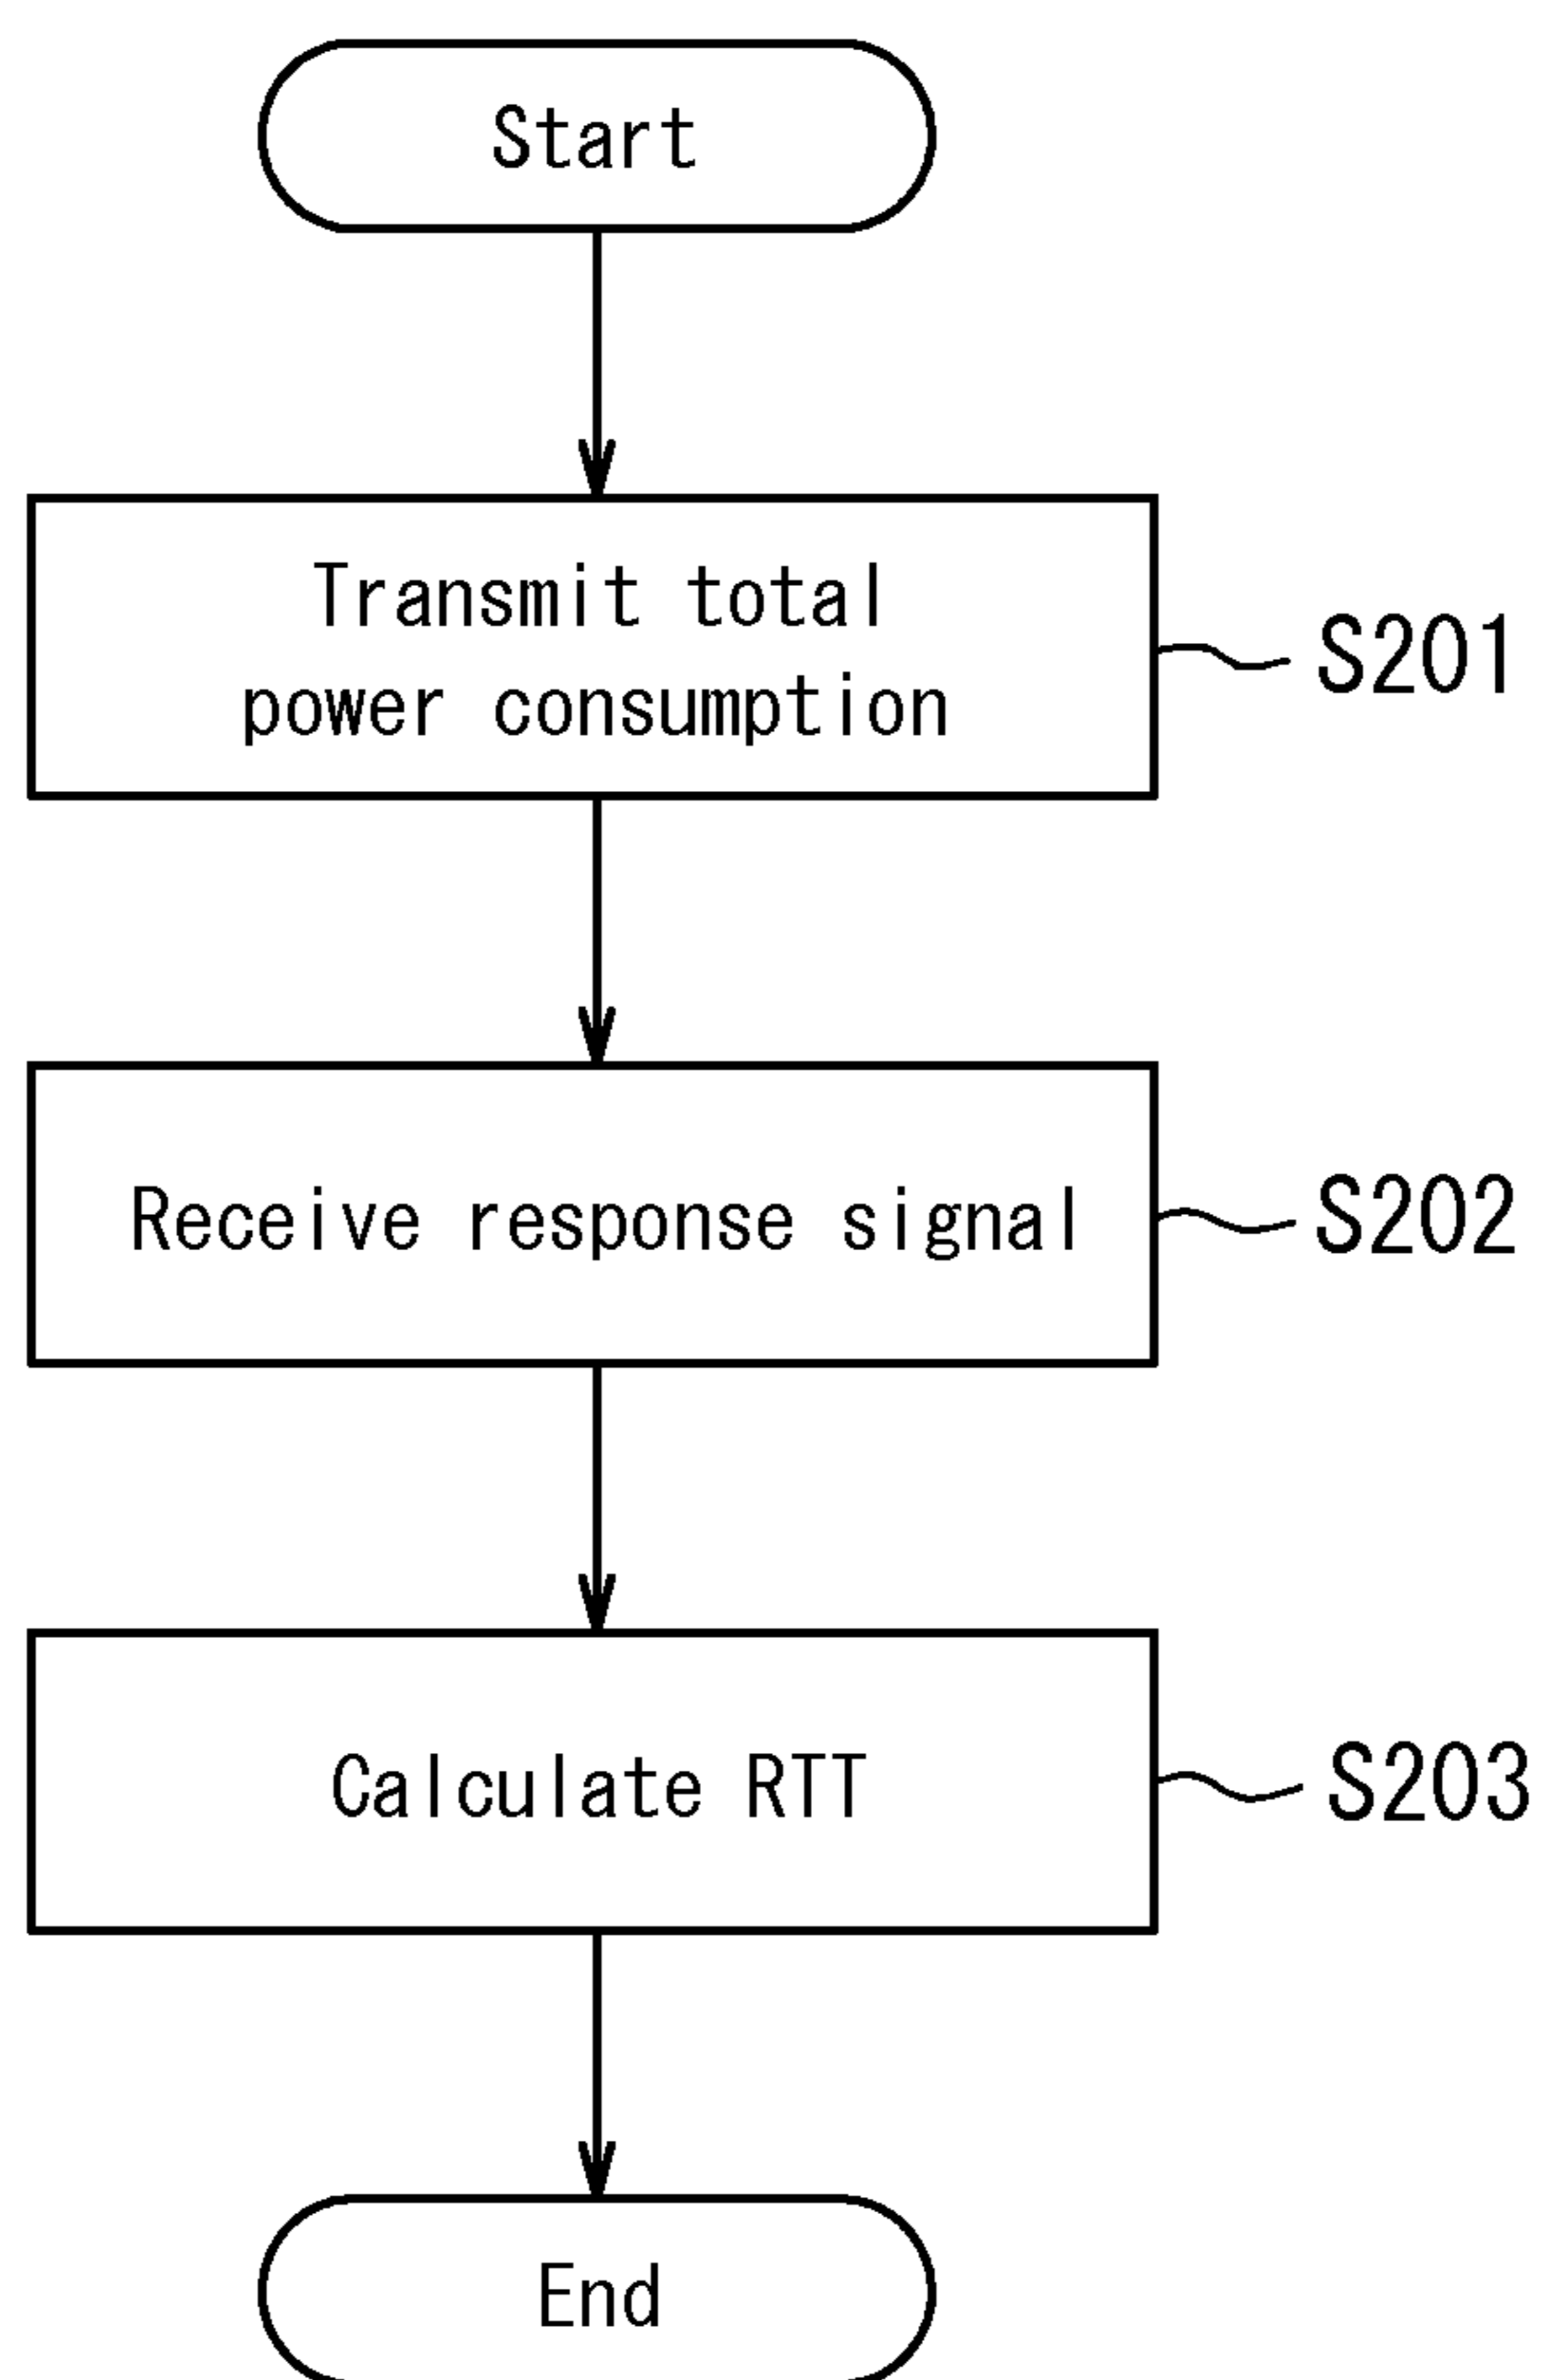 Start
Transmit total
power consumption
S201
Receive response signal
S202
Calculate RTT
S203
End